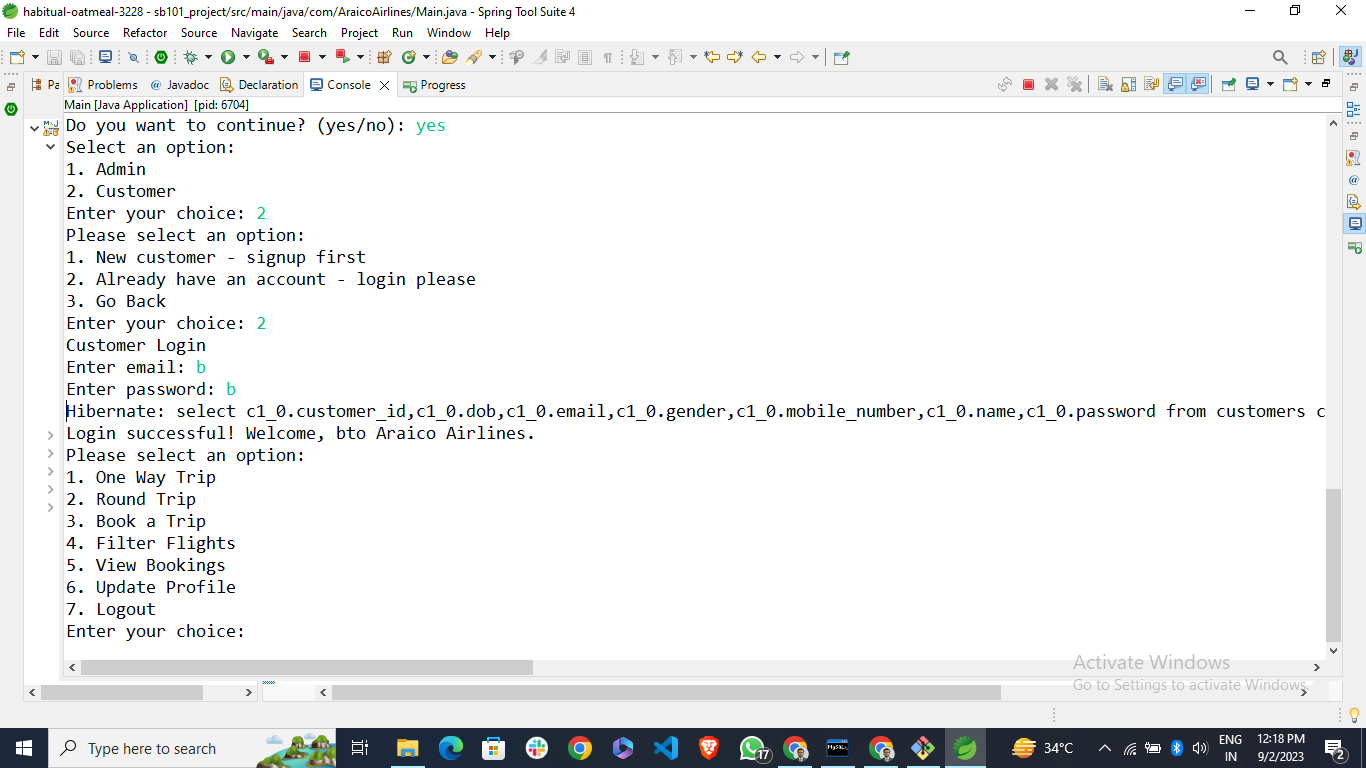 habitual-oatmeal-3228 - sb101_project/src/main/java/com/AraicoAirlines/Main.java - Spring Tool Suite 4
File Edit Source Refactor Source Navigate Search Project Run Window Help
Pa Problems @ Javadoc Declaration Console Progress
Main [Java Application] [pid: 6704]
Do you want to continue? (yes/no): yes
Select an option:
1. Admin
2. Customer
Enter your choice: 2
Please select an option:
1. New customer - signup first
2. Already have an account - login please
3. Go Back
Enter your choice: 2
Customer Login
Enter email: b
Enter password: b
Hibernate: select c1_0.customer_id,c1_0.dob,c1_0.email,c1_0.gender,c1_0.mobile_number,c1_0.name,c1_0.password from customers c
Login successful! Welcome, bto Araico Airlines.
Please select an option:
1. One Way Trip
2. Round Trip
3. Book a Trip
4. Filter Flights
5. View Bookings
6. Update Profile
7. Logout
Enter your choice:
Activate Windows
Go to Settings to activate Windows.
Type here to search
17
MySQL
34°C
ENG
IN
12:18 PM
9/2/2023
2